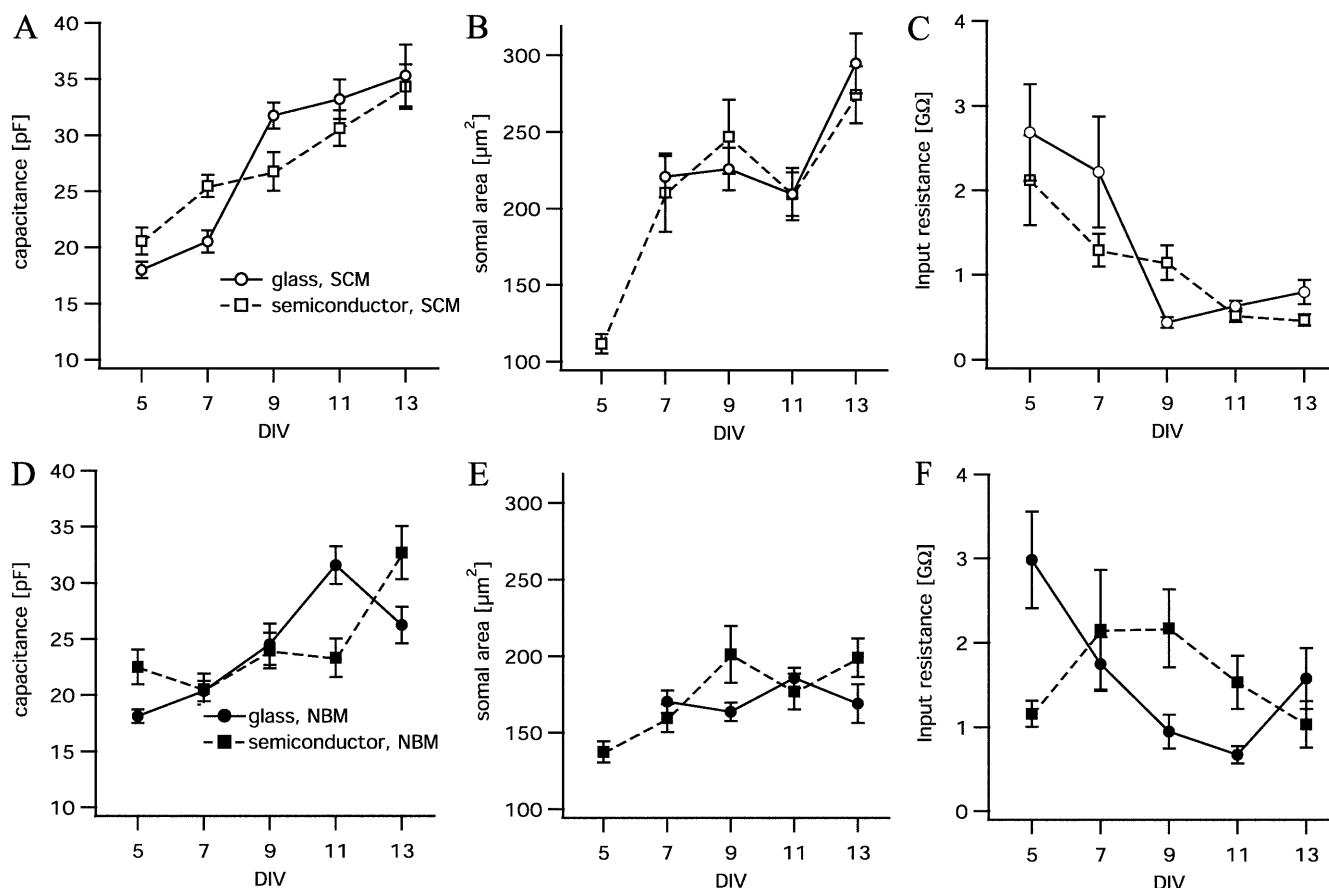 A
capacitance [pF]
40
35
30
25
20
15
10
glass, SCM
semiconductor, SCM
5 7 9 11 13
DIV
B
somal area [µm²]
300
250
200
150
100
5 7 9 11 13
DIV
C
Input resistance [GΩ]
4
3
2
1
0
5 7 9 11 13
DIV
D
capacitance [pF]
40
35
30
25
20
15
10
glass, NBM
semiconductor, NBM
5 7 9 11 13
DIV
E
somal area [µm²]
300
250
200
150
100
5 7 9 11 13
DIV
F
Input resistance [GΩ]
4
3
2
1
0
5 7 9 11 13
DIV